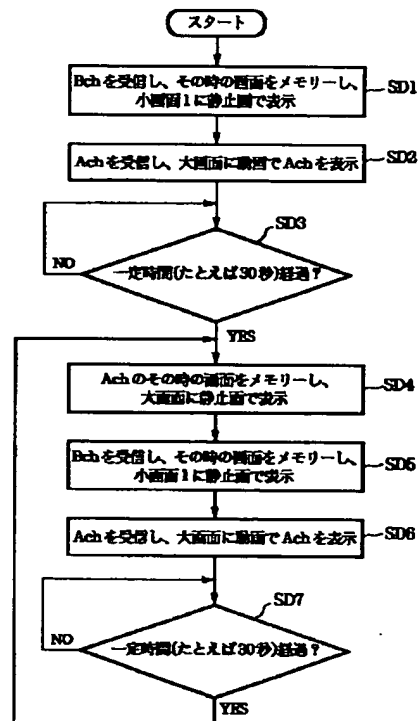 スタート
Bchを受信し、その時の画面をメモリーし、
小画面1に静止画で表示
SD1
Achを受信し、大画面に動画でAchを表示
SD2
SD3
NO
一定時間(たとえば30秒)経過?
YES
Achのその時の画面をメモリーし、
大画面に静止画で表示
SD4
Bchを受信し、その時の画面をメモリーし、
小画面1に静止画で表示
SD5
Achを受信し、大画面に動画でAchを表示
SD6
SD7
NO
一定時間(たとえば30秒)経過?
YES